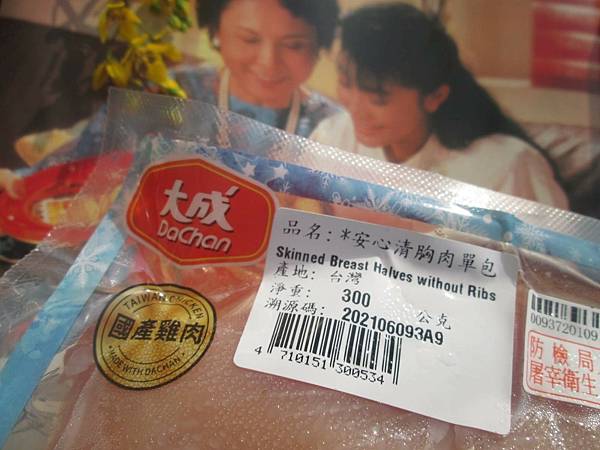 大成
DaChan
品名: *安心清胸肉單包
Skinned Breast Halves without Ribs
產地: 台灣
淨重: 300 公克
溯源碼: 202106093A9
4 710151 300534
TAIWAN CHICKEN
國產雞肉
MADE WITH DACHAN
0093720109
防檢局
屠宰衛生